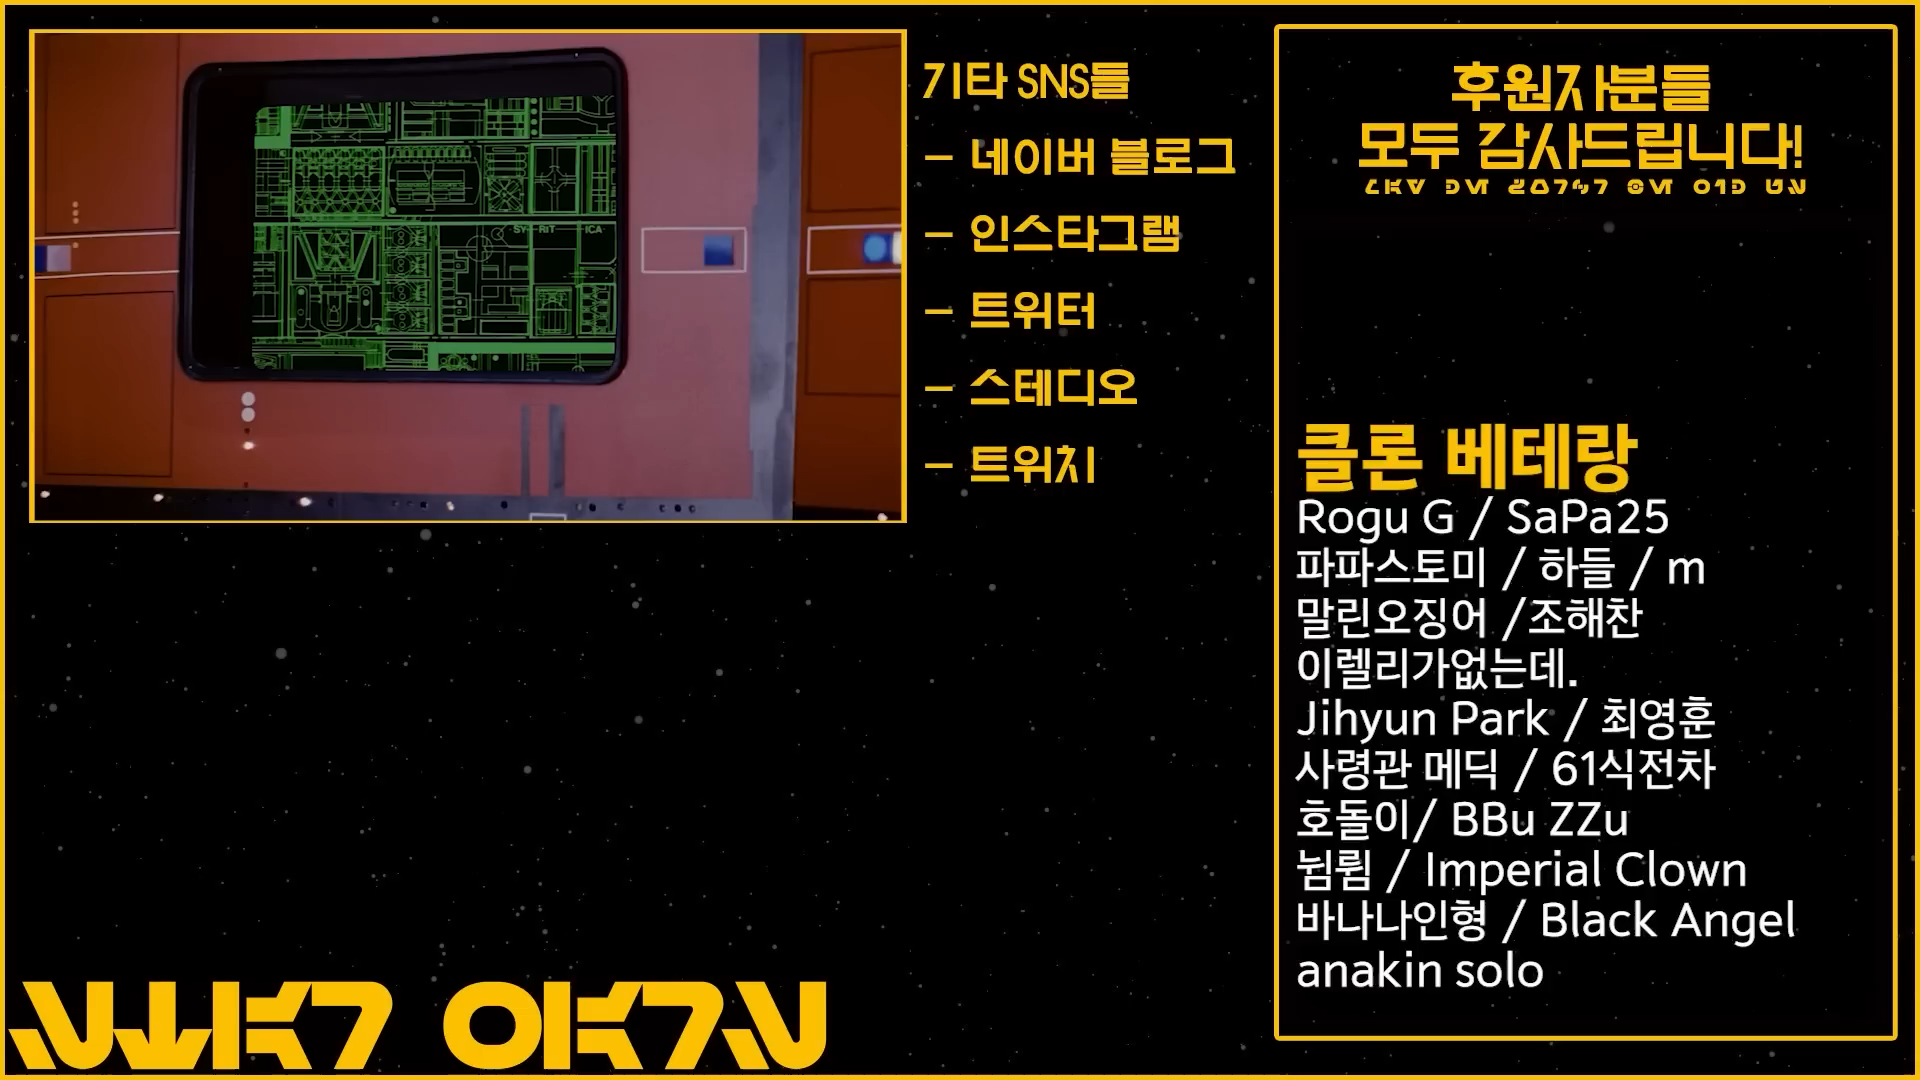 기타 SNS들
– 네이버 블로그
– 인스타그램
– 트위터
– 스테디오
– 트위치
후원자분들
모두 감사드립니다!
클론 베테랑
Rogu G / SaPa25
파파스토미 / 하들 / m
말린오징어 /조해찬
이렐리가없는데.
Jihyun Park / 최영훈
사령관 메딕 / 61식전차
호돌이/ BBu ZZu
뷤륌 / Imperial Clown
바나나인형 / Black Angel
anakin solo